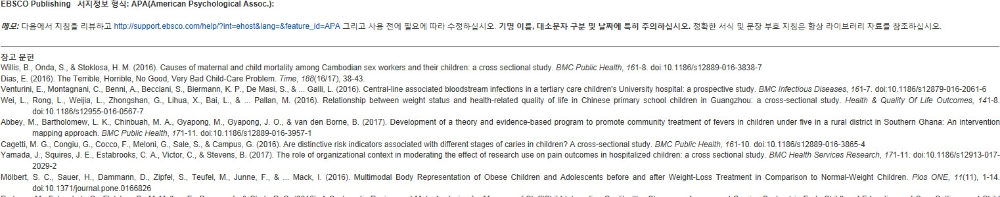 EBSCO Publishing 서지정보 형식: APA(American Psychological Assoc.):
메모: 다음에서 지침을 리뷰하고 http://support.ebsco.com/help/?int=ehost&lang=&feature_id=APA 그리고 사용 전에 필요에 따라 수정하십시오. 기명 이름, 대소문자 구분 및 날짜에 특히 주의하십시오. 정확한 서식 및 문장 부호 지침은 항상 라이브러리 자료를 참조하십시오.
참고 문헌
Willis, B., Onda, S., & Stoklosa, H. M. (2016). Causes of maternal and child mortality among Cambodian sex workers and their children: a cross sectional study. BMC Public Health, 161-8. doi:10.1186/s12889-016-3838-7
Dias, E. (2016). The Terrible, Horrible, No Good, Very Bad Child-Care Problem. Time, 188(16/17), 38-43.
Venturini, E., Montagnani, C., Benni, A., Becciani, S., Biermann, K. P., De Masi, S., & ... Galli, L. (2016). Central-line associated bloodstream infections in a tertiary care children's University hospital: a prospective study. BMC Infectious Diseases, 161-7. doi:10.1186/s12879-016-2061-6
Wei, L., Rong, L., Weijia, L., Zhongshan, G., Lihua, X., Bai, L., & ... Pallan, M. (2016). Relationship between weight status and health-related quality of life in Chinese primary school children in Guangzhou: a cross-sectional study. Health & Quality Of Life Outcomes, 141-8.
doi:10.1186/s12955-016-0567-7
Abbey, M., Bartholomew, L. K., Chinbuah, M. A., Gyapong, M., Gyapong, J. O., & van den Borne, B. (2017). Development of a theory and evidence-based program to promote community treatment of fevers in children under five in a rural district in Southern Ghana: An intervention
mapping approach. BMC Public Health, 171-11. doi:10.1186/s12889-016-3957-1
Cagetti, M. G., Congiu, G., Cocco, F., Meloni, G., Sale, S., & Campus, G. (2016). Are distinctive risk indicators associated with different stages of caries in children? A cross-sectional study. BMC Public Health, 161-10. doi:10.1186/s12889-016-3865-4
Yamada, J., Squires, J. E., Estabrooks, C. A., Victor, C., & Stevens, B. (2017). The role of organizational context in moderating the effect of research use on pain outcomes in hospitalized children: a cross sectional study. BMC Health Services Research, 171-11. doi:10.1186/s12913-017-
2029-2
Mölbert, S. C., Sauer, H., Dammann, D., Zipfel, S., Teufel, M., Junne, F., & ... Mack, I. (2016). Multimodal Body Representation of Obese Children and Adolescents before and after Weight-Loss Treatment in Comparison to Normal-Weight Children. Plos ONE, 11(11), 1-14.
doi:10.1371/journal.pone.0166826